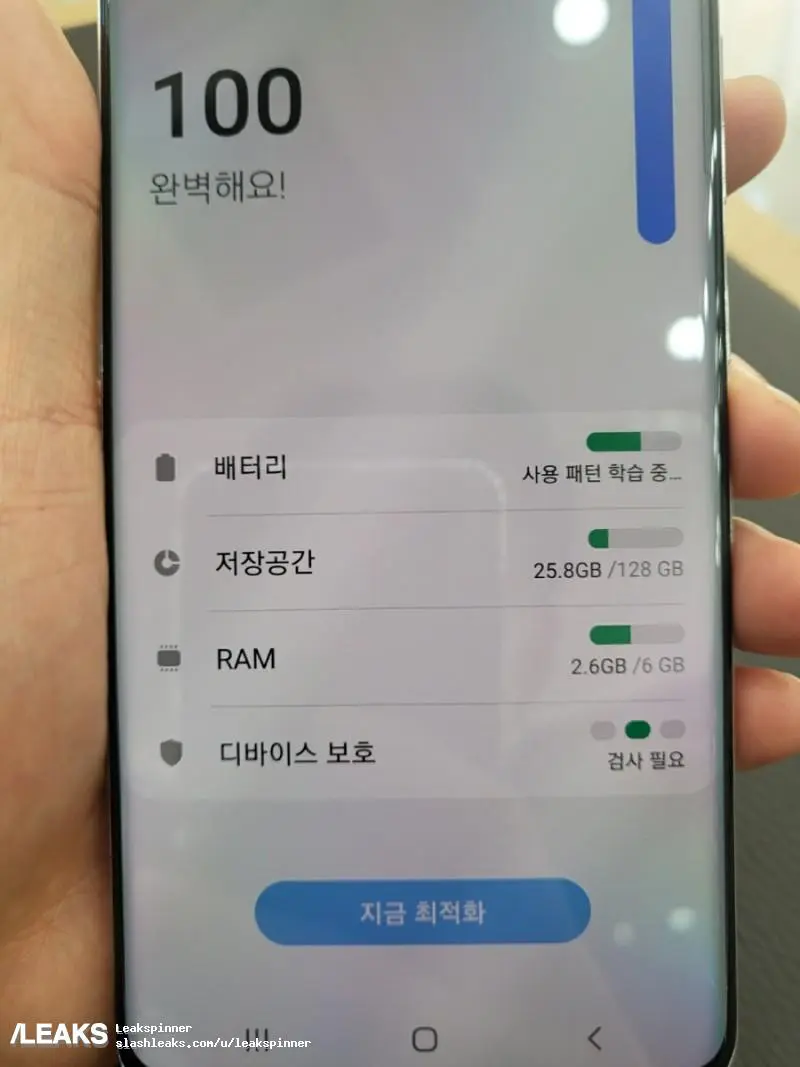 100
완벽해요!
배터리
사용 패턴 학습 중...
저장공간
25.8GB /128 GB
RAM
2.6GB /6 GB
디바이스 보호
검사 필요
지금 최적화
/LEAKS
Leakspinner
slashleaks.com/u/leakspinner